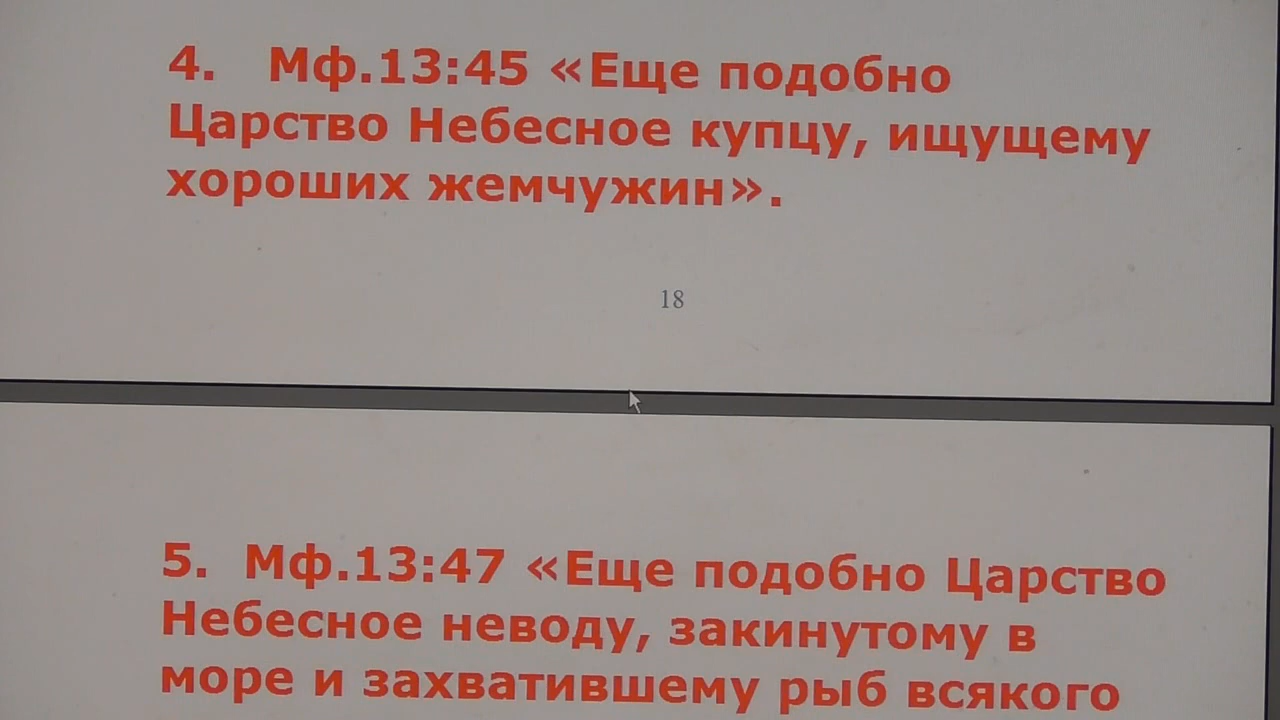 4. Мф.13:45 «Еще подобно
Царство Небесное купцу, ищущему
хороших жемчужин».
18
5. Мф.13:47 «Еще подобно Царство
Небесное неводу, закинутому в
море и захватившему рыб всякого